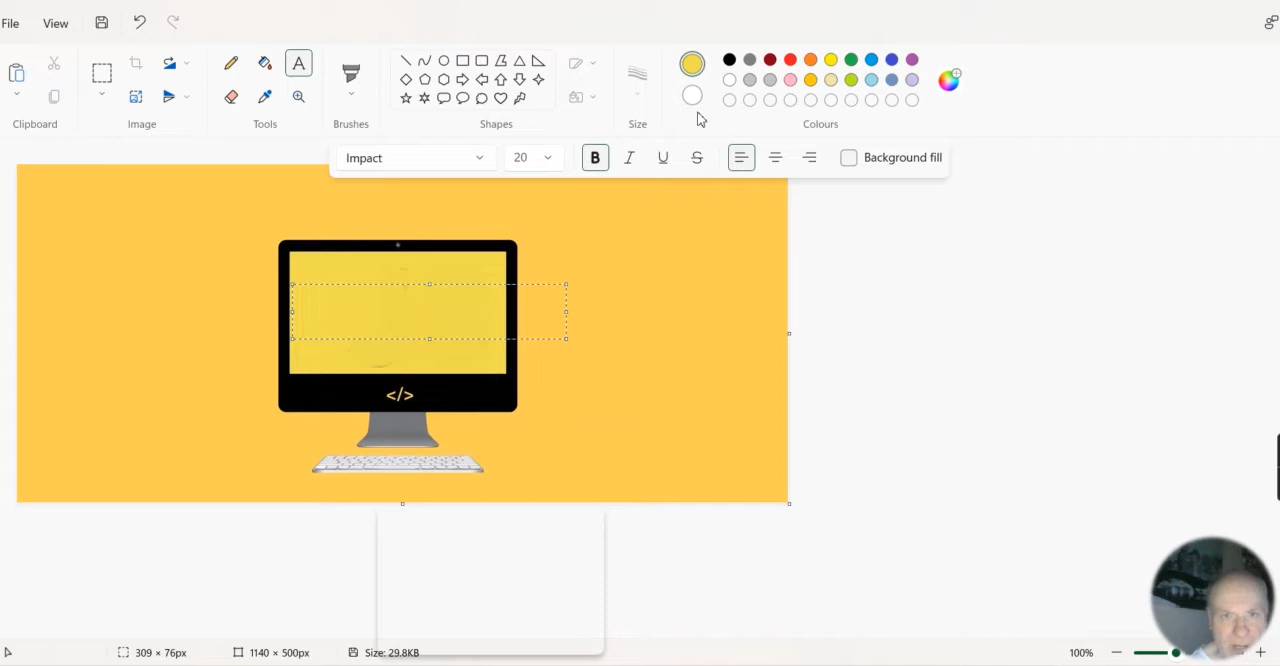 File View
Clipboard Image Tools Brushes Shapes Size Colours
Impact 20 B I U S Background fill
</>
309 × 76px 1140 × 500px Size: 29.8KB 100%